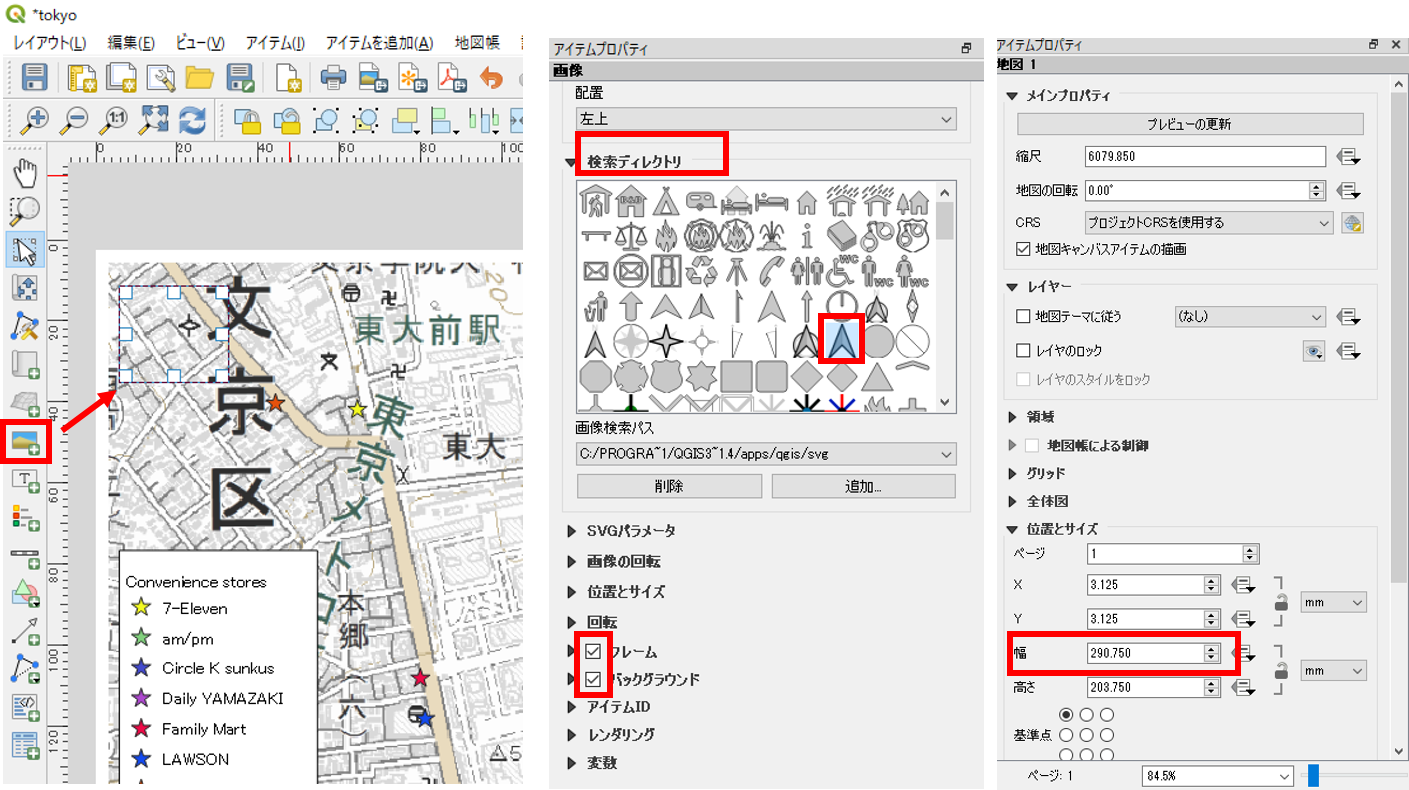 *tokyo
レイアウト(L) 編集(E) ビュー(V) アイテム(I) アイテムを追加(A) 地図帳
0 20 40 60 80 100
0
20
40
60
80
100
120
文
京
区
東大前駅
東
京
メ
ト
ロ
東大
本
郷
(六)
20
5
Convenience stores
7-Eleven
am/pm
Circle K sunkus
Daily YAMAZAKI
Family Mart
LAWSON
アイテムプロパティ
画像
配置
左上
検索ディレクトリ
画像検索パス
C:/PROGRA~1/QGIS3~1.4/apps/qgis/svg
削除
追加...
SVGパラメータ
画像の回転
位置とサイズ
回転
フレーム
バックグラウンド
アイテムID
レンダリング
変数
アイテムプロパティ
地図 1
メインプロパティ
プレビューの更新
縮尺 6079.850
地図の回転 0.00°
CRS プロジェクトCRSを使用する
地図キャンバスアイテムの描画
レイヤー
地図テーマに従う (なし)
レイヤのロック
レイヤのスタイルをロック
領域
地図帳による制御
グリッド
全体図
位置とサイズ
ページ 1
X 3.125
mm
Y 3.125
幅 290.750
mm
高さ 203.750
基準点
ページ: 1 84.5%